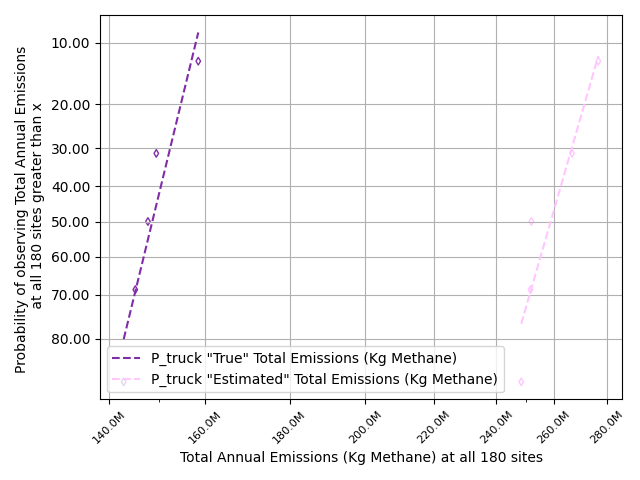 Probability of observing Total Annual Emissions
at all 180 sites greater than x
10.00
20.00
30.00
40.00
50.00
60.00
70.00
80.00
P_truck "True" Total Emissions (Kg Methane)
P_truck "Estimated" Total Emissions (Kg Methane)
140.0M
160.0M
180.0M
200.0M
220.0M
240.0M
260.0M
280.0M
Total Annual Emissions (Kg Methane) at all 180 sites